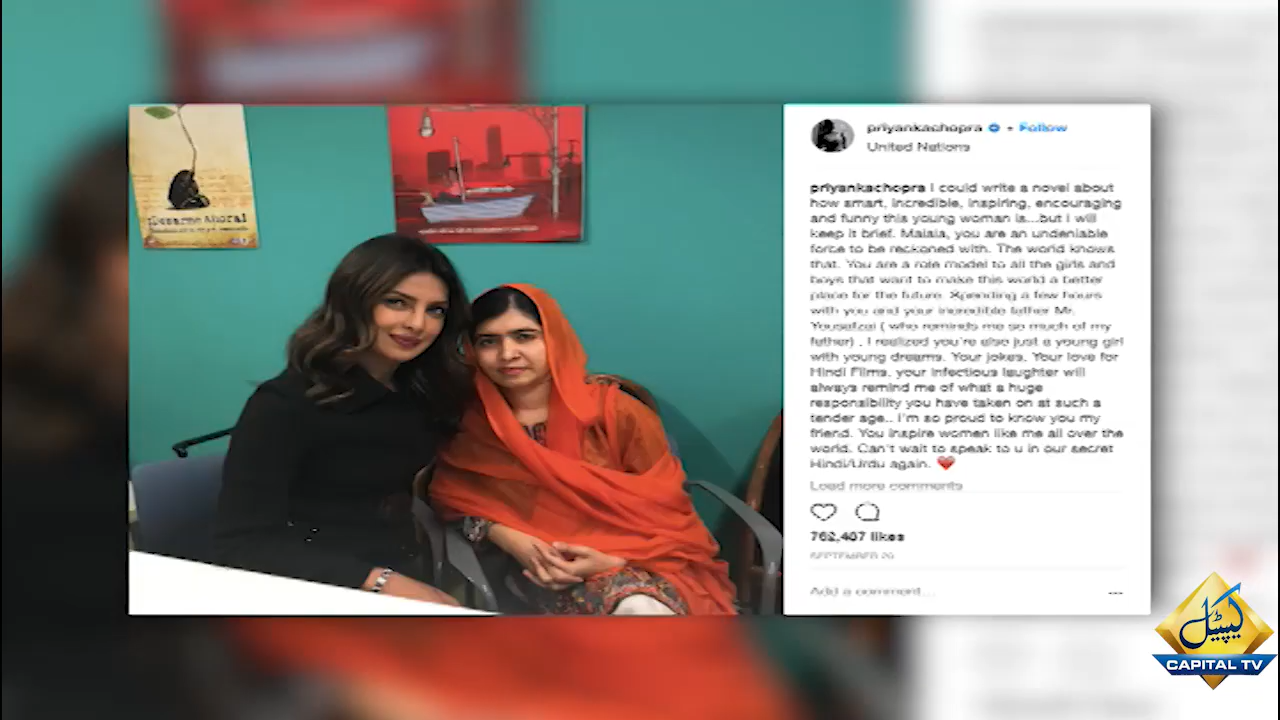 ¡Desarme Ahora!
priyankachopra • Follow
United Nations
priyankachopra I could write a novel about
how smart, incredible, inspiring, encouraging
and funny this young woman is...but i will
keep it brief. Malala, you are an undeniable
force to be reckoned with. The world knows
that. You are a role model to all the girls and
boys that want to make this world a better
place for the future. Spending a few hours
with you and your incredible father Mr.
Yousafzai ( who reminds me so much of my
father) , I realized you're also just a young girl
with young dreams. Your jokes, Your love for
Hindi Films, your infectious laughter will
always remind me of what a huge
responsibility you have taken on at such a
tender age.. I'm so proud to know you my
friend. You inspire women like me all over the
world. Can't wait to speak to u in our secret
Hindi/Urdu again. ❤
Load more comments
762,407 likes
SEPTEMBER 20
Add a comment...
کیپیٹل
CAPITAL TV